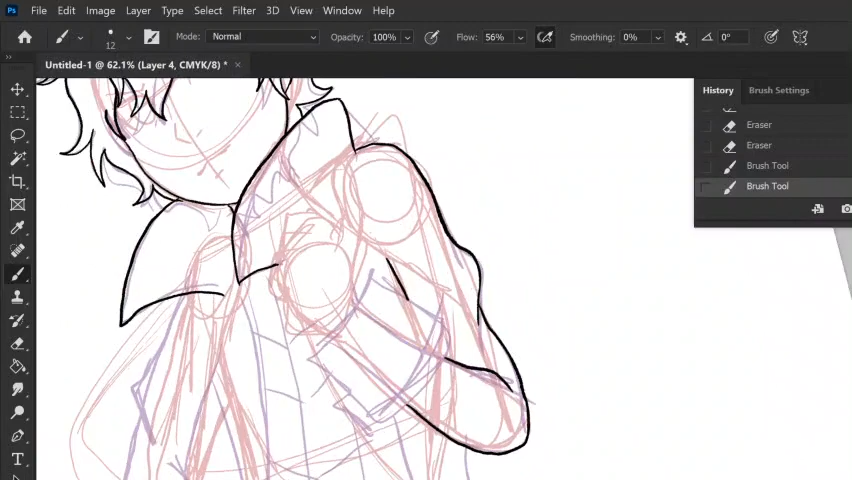 Ps File Edit Image Layer Type Select Filter 3D View Window Help
12 Mode: Normal Opacity: 100% Flow: 56% Smoothing: 0% 0°
Untitled-1 @ 62.1% (Layer 4, CMYK/8) *
History Brush Settings
Eraser
Eraser
Brush Tool
Brush Tool
T